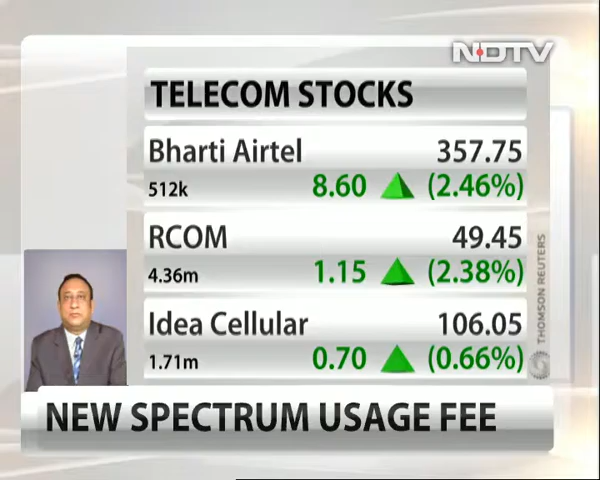 NDTV
TELECOM STOCKS
Bharti Airtel 357.75
512k 8.60 ▲ (2.46%)
RCOM 49.45
4.36m 1.15 ▲ (2.38%)
Idea Cellular 106.05
1.71m 0.70 ▲ (0.66%)
THOMSON REUTERS
NEW SPECTRUM USAGE FEE